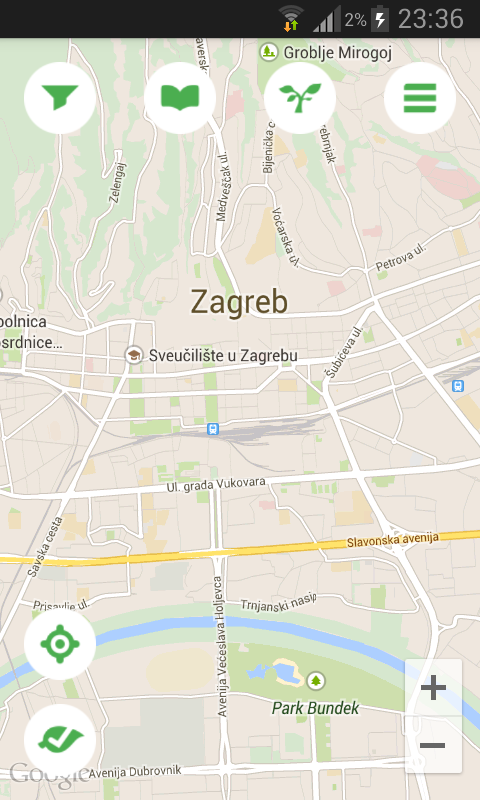 2% 23:36
Groblje Mirogoj
Zelengaj
Medveščak ul.
Bijenička c
Voćarska ul.
Petrova ul.
Zagreb
bolnica
osrdnice...
Sveučilište u Zagrebu
Šubićeva ul.
Ul. grada Vukovara
Savska cesta
Slavonska avenija
Prisavlje ul.
Trnjanski nasip
Avenija Većeslava Holjevca
Park Bundek
Google
Avenija Dubrovnik